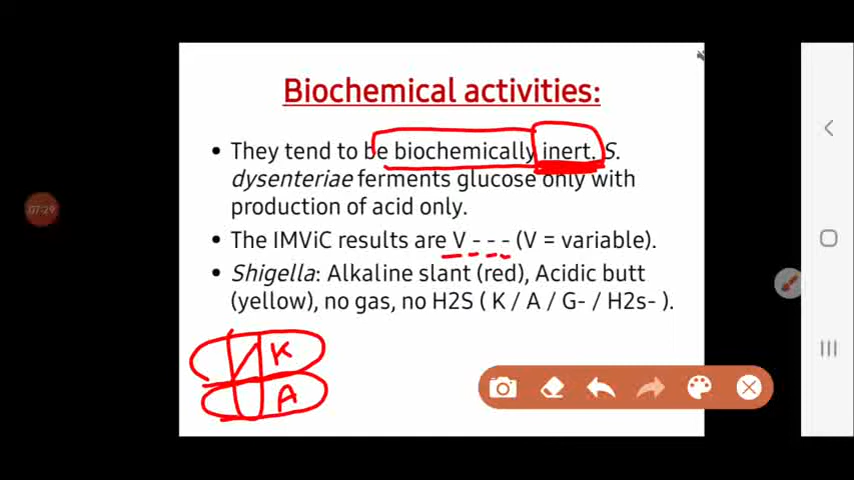 Biochemical activities:
• They tend to be biochemically inert. S.
dysenteriae ferments glucose only with
production of acid only.
• The IMViC results are V - - - (V = variable).
• Shigella: Alkaline slant (red), Acidic butt
(yellow), no gas, no H2S ( K / A / G- / H2s- ).
K
A
07:29